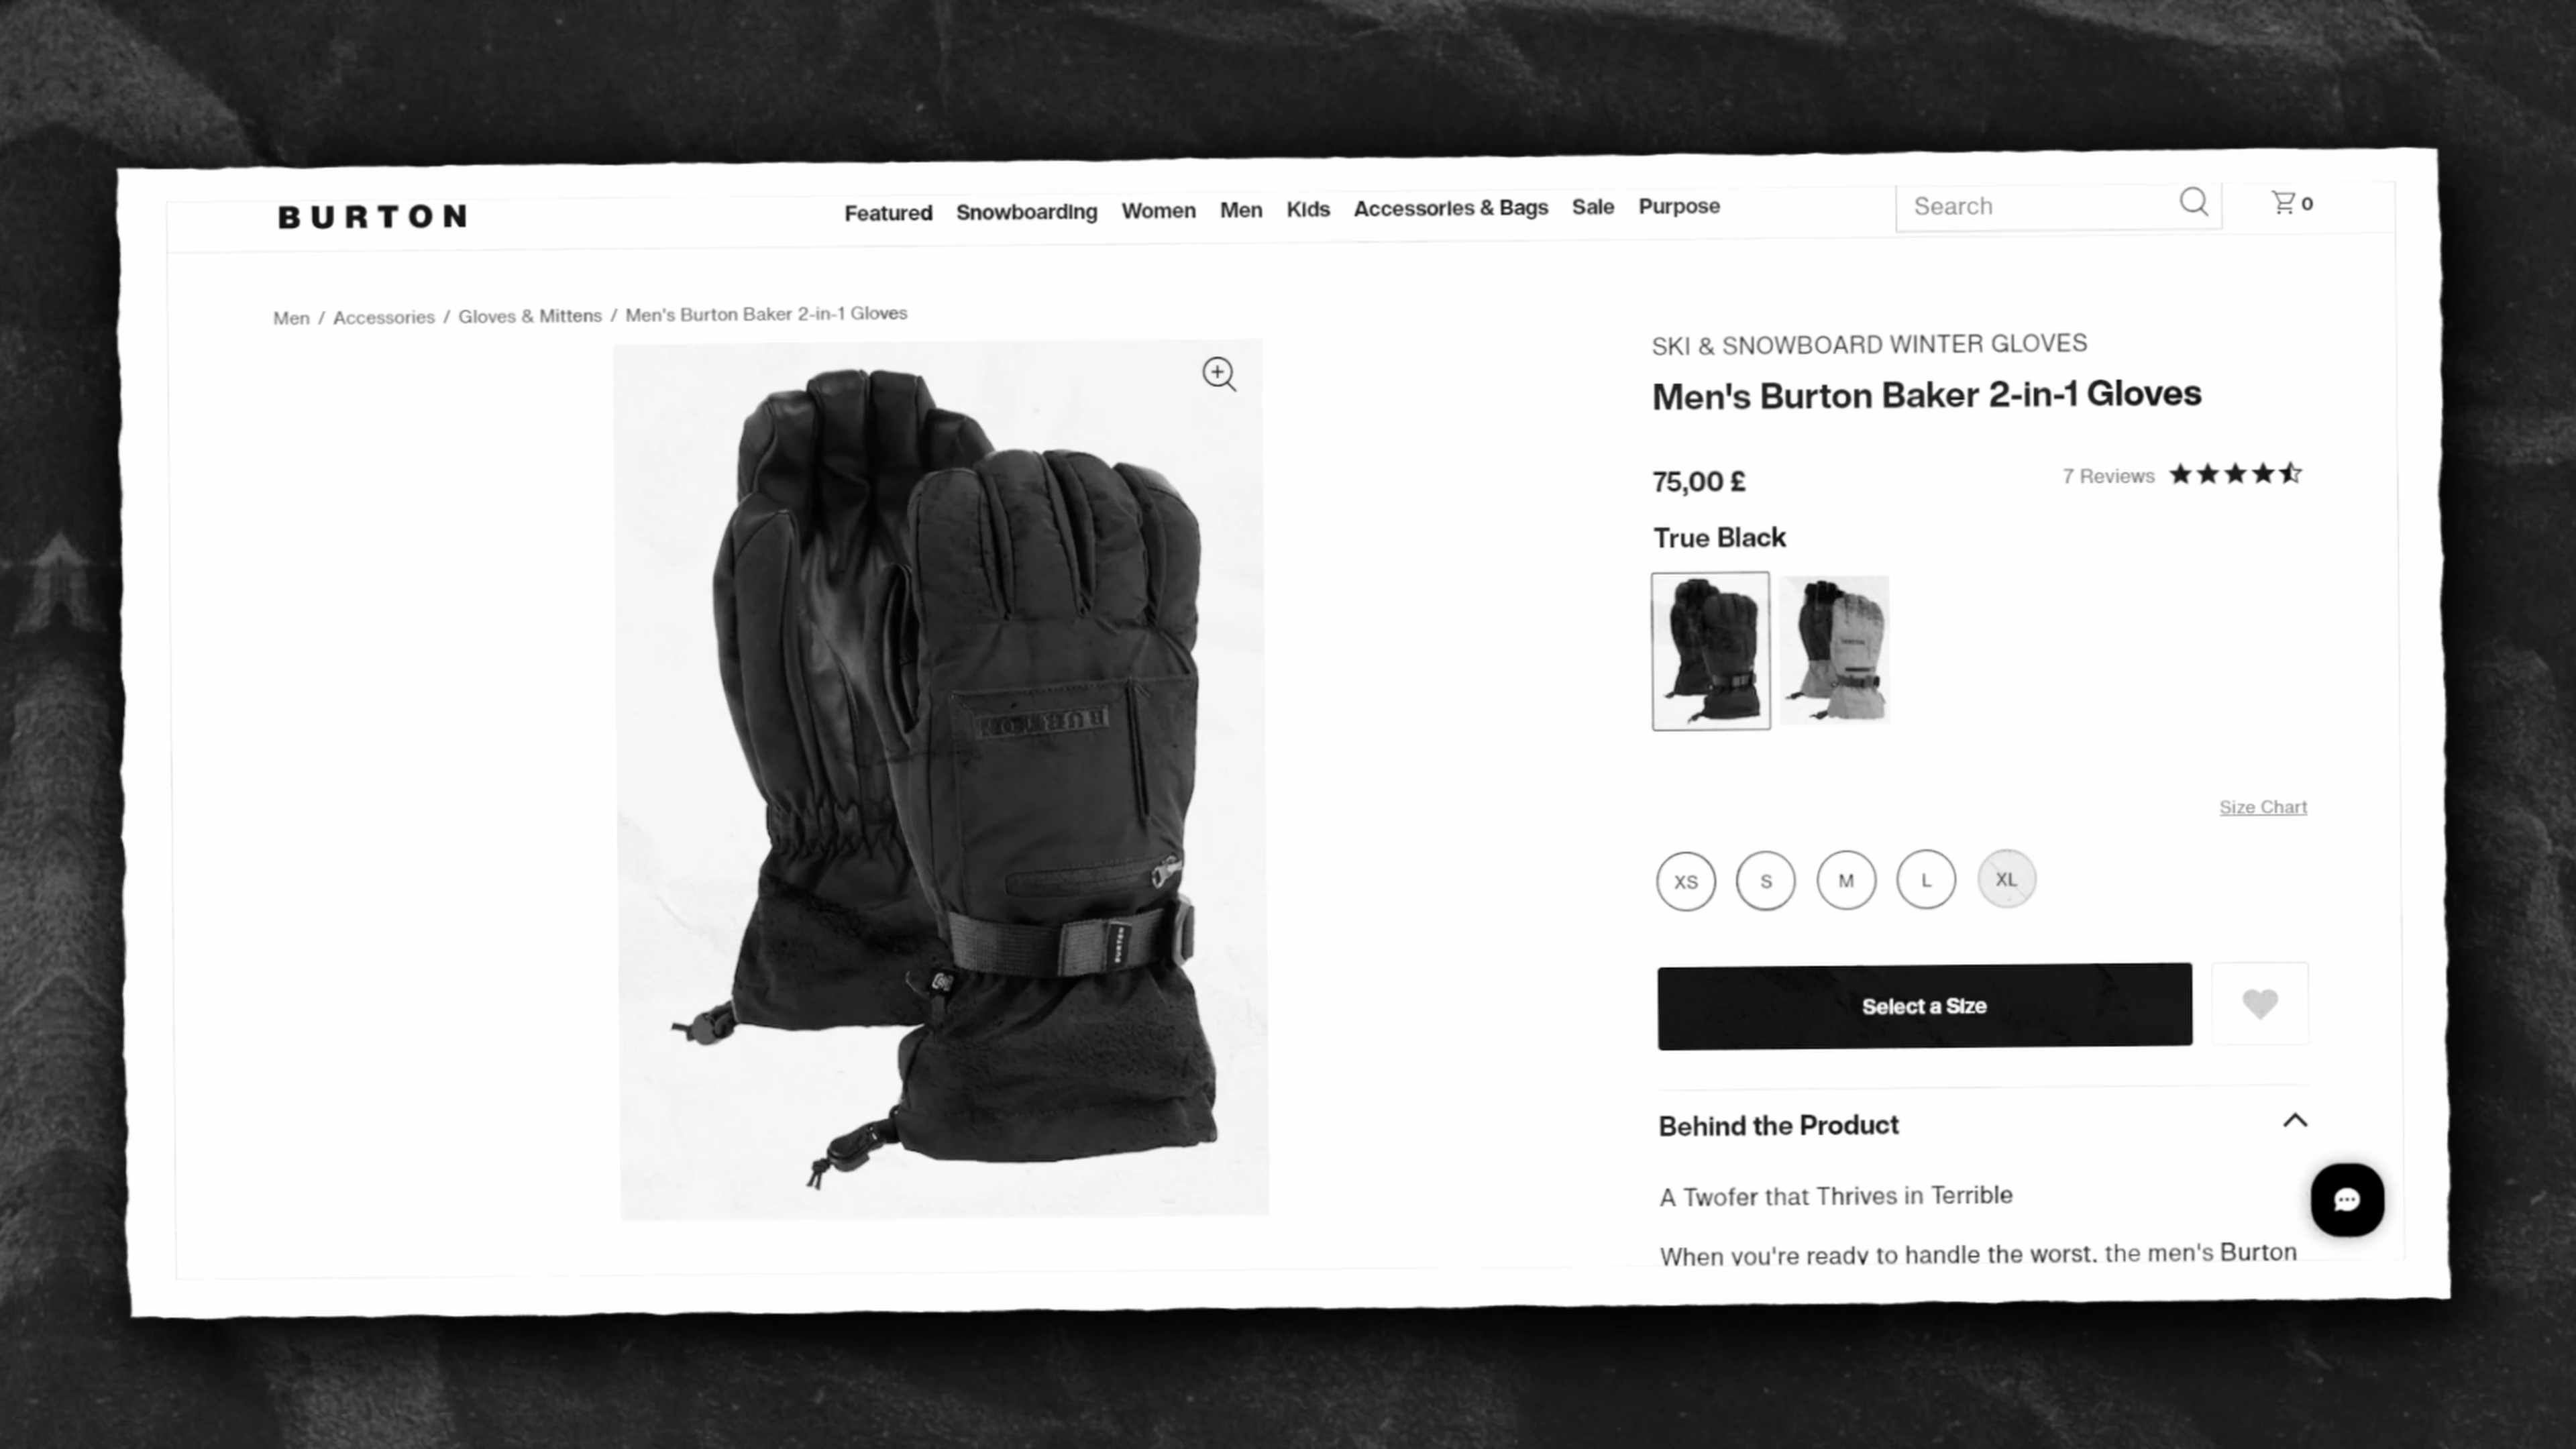 BURTON
Featured Snowboarding Women Men Kids Accessories & Bags Sale Purpose
Search
0
Men / Accessories / Gloves & Mittens / Men's Burton Baker 2-in-1 Gloves
SKI & SNOWBOARD WINTER GLOVES
Men's Burton Baker 2-in-1 Gloves
75,00 £
7 Reviews
True Black
BURTON
BURTON
Size Chart
XS S M L XL
Select a Size
Behind the Product
A Twofer that Thrives in Terrible
When you're ready to handle the worst, the men's Burton